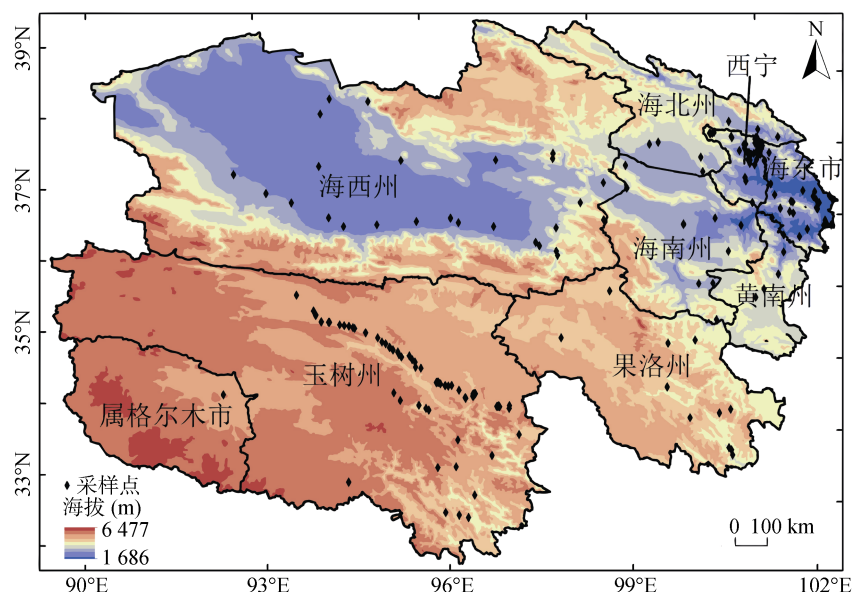 39°N
37°N
35°N
33°N
N
西宁
海北州
海东市
海西州
海南州
黄南州
玉树州
果洛州
属格尔木市
采样点
海拔 (m)
6 477
1 686
0 100 km
90°E
93°E
96°E
99°E
102°E